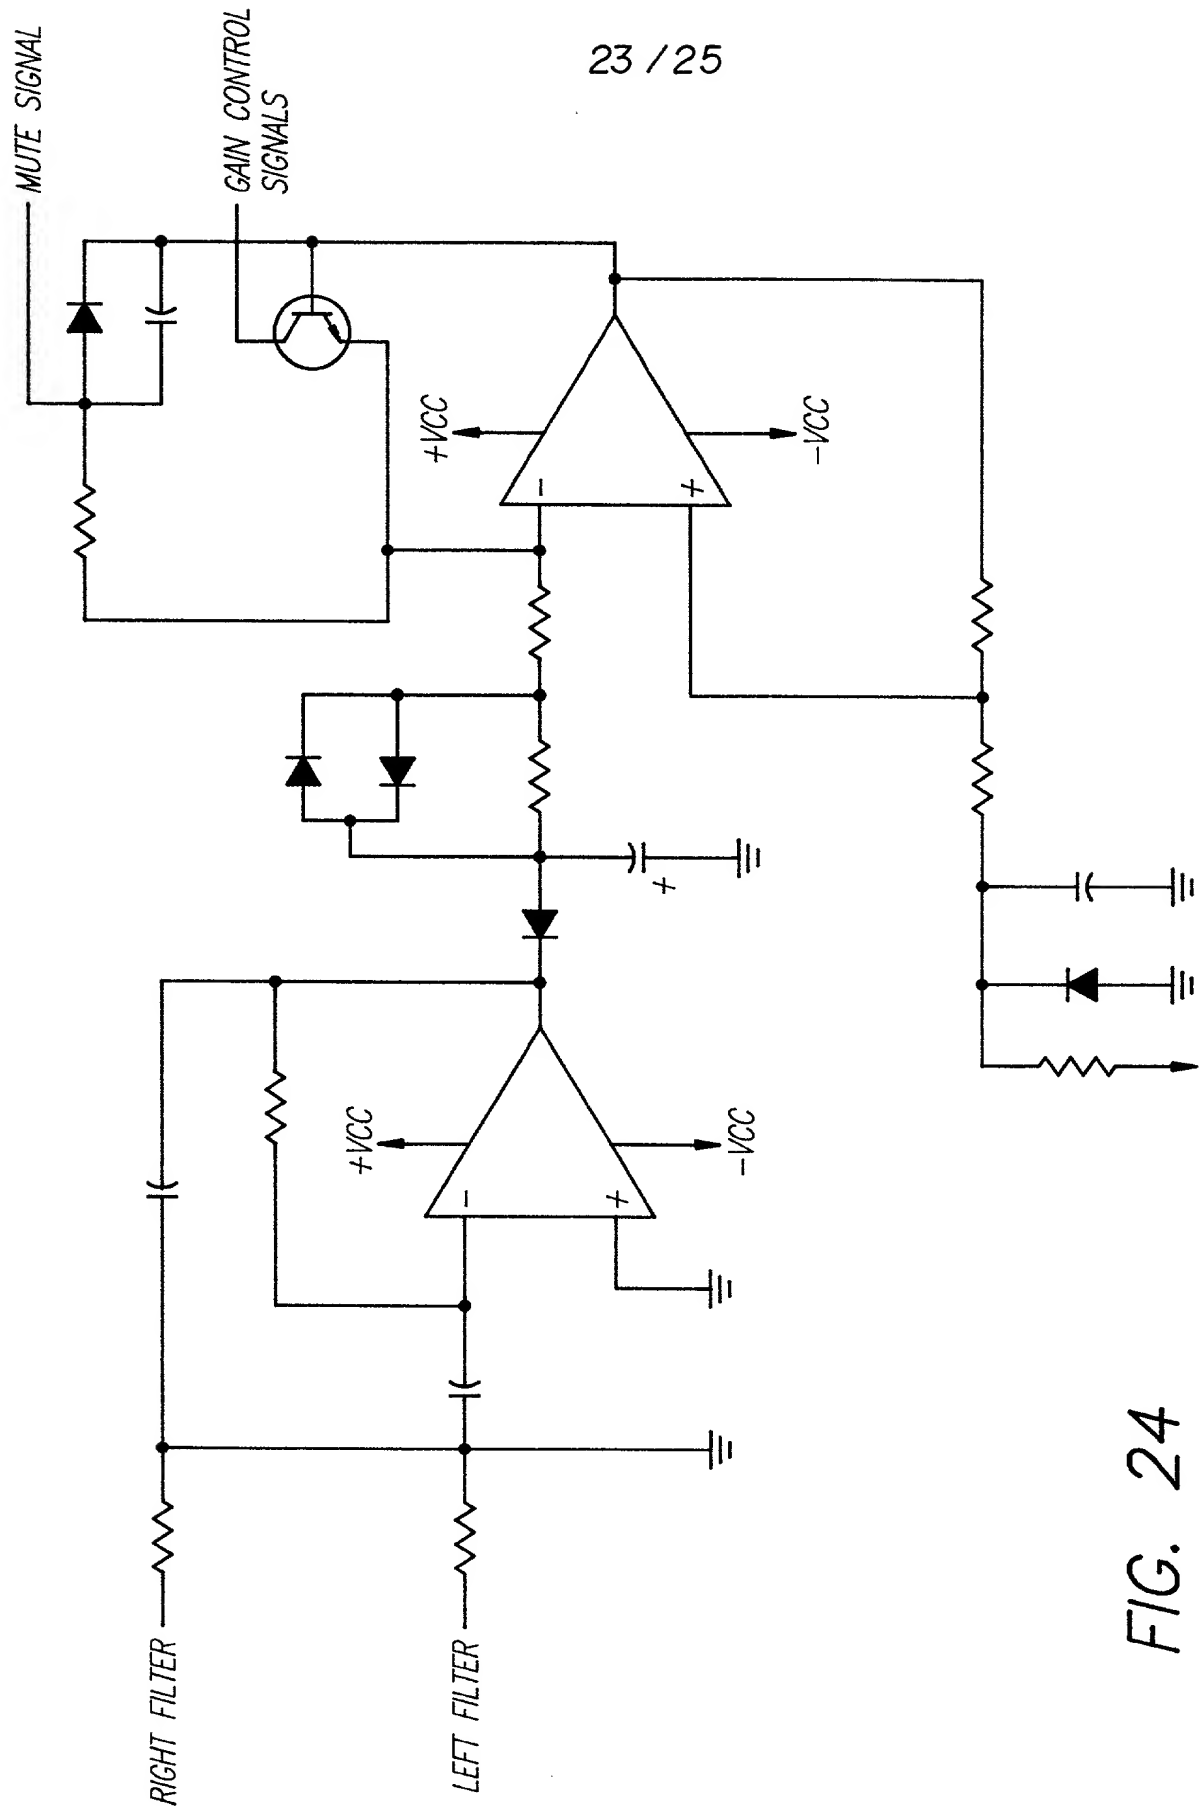 23 / 25
MUTE SIGNAL
GAIN CONTROL
SIGNALS
+VCC
-
+
-VCC
+
+VCC
-
+
-VCC
RIGHT FILTER
LEFT FILTER
FIG. 24